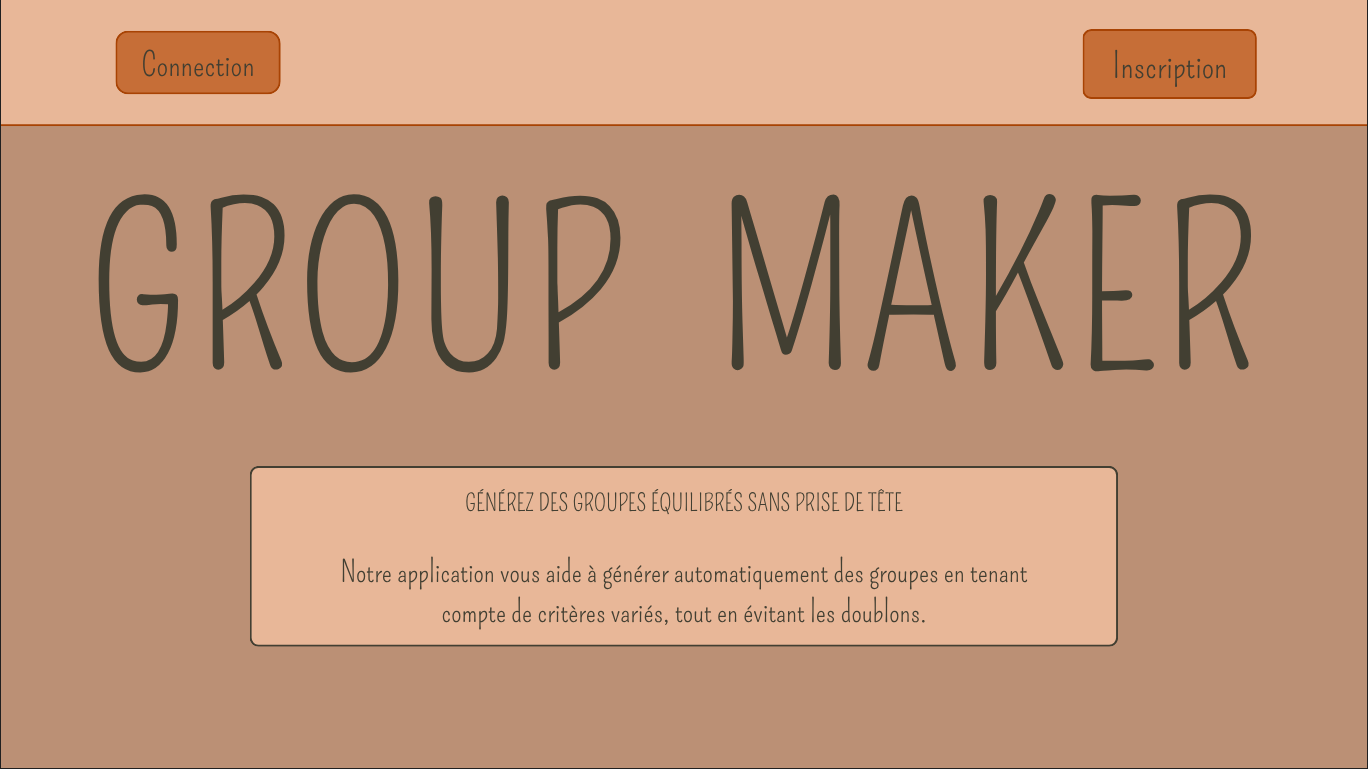 Connection
Inscription
GROUP MAKER
GÉNÉREZ DES GROUPES ÉQUILIBRÉS SANS PRISE DE TÊTE
Notre application vous aide à générer automatiquement des groupes en tenant
compte de critères variés, tout en évitant les doublons.